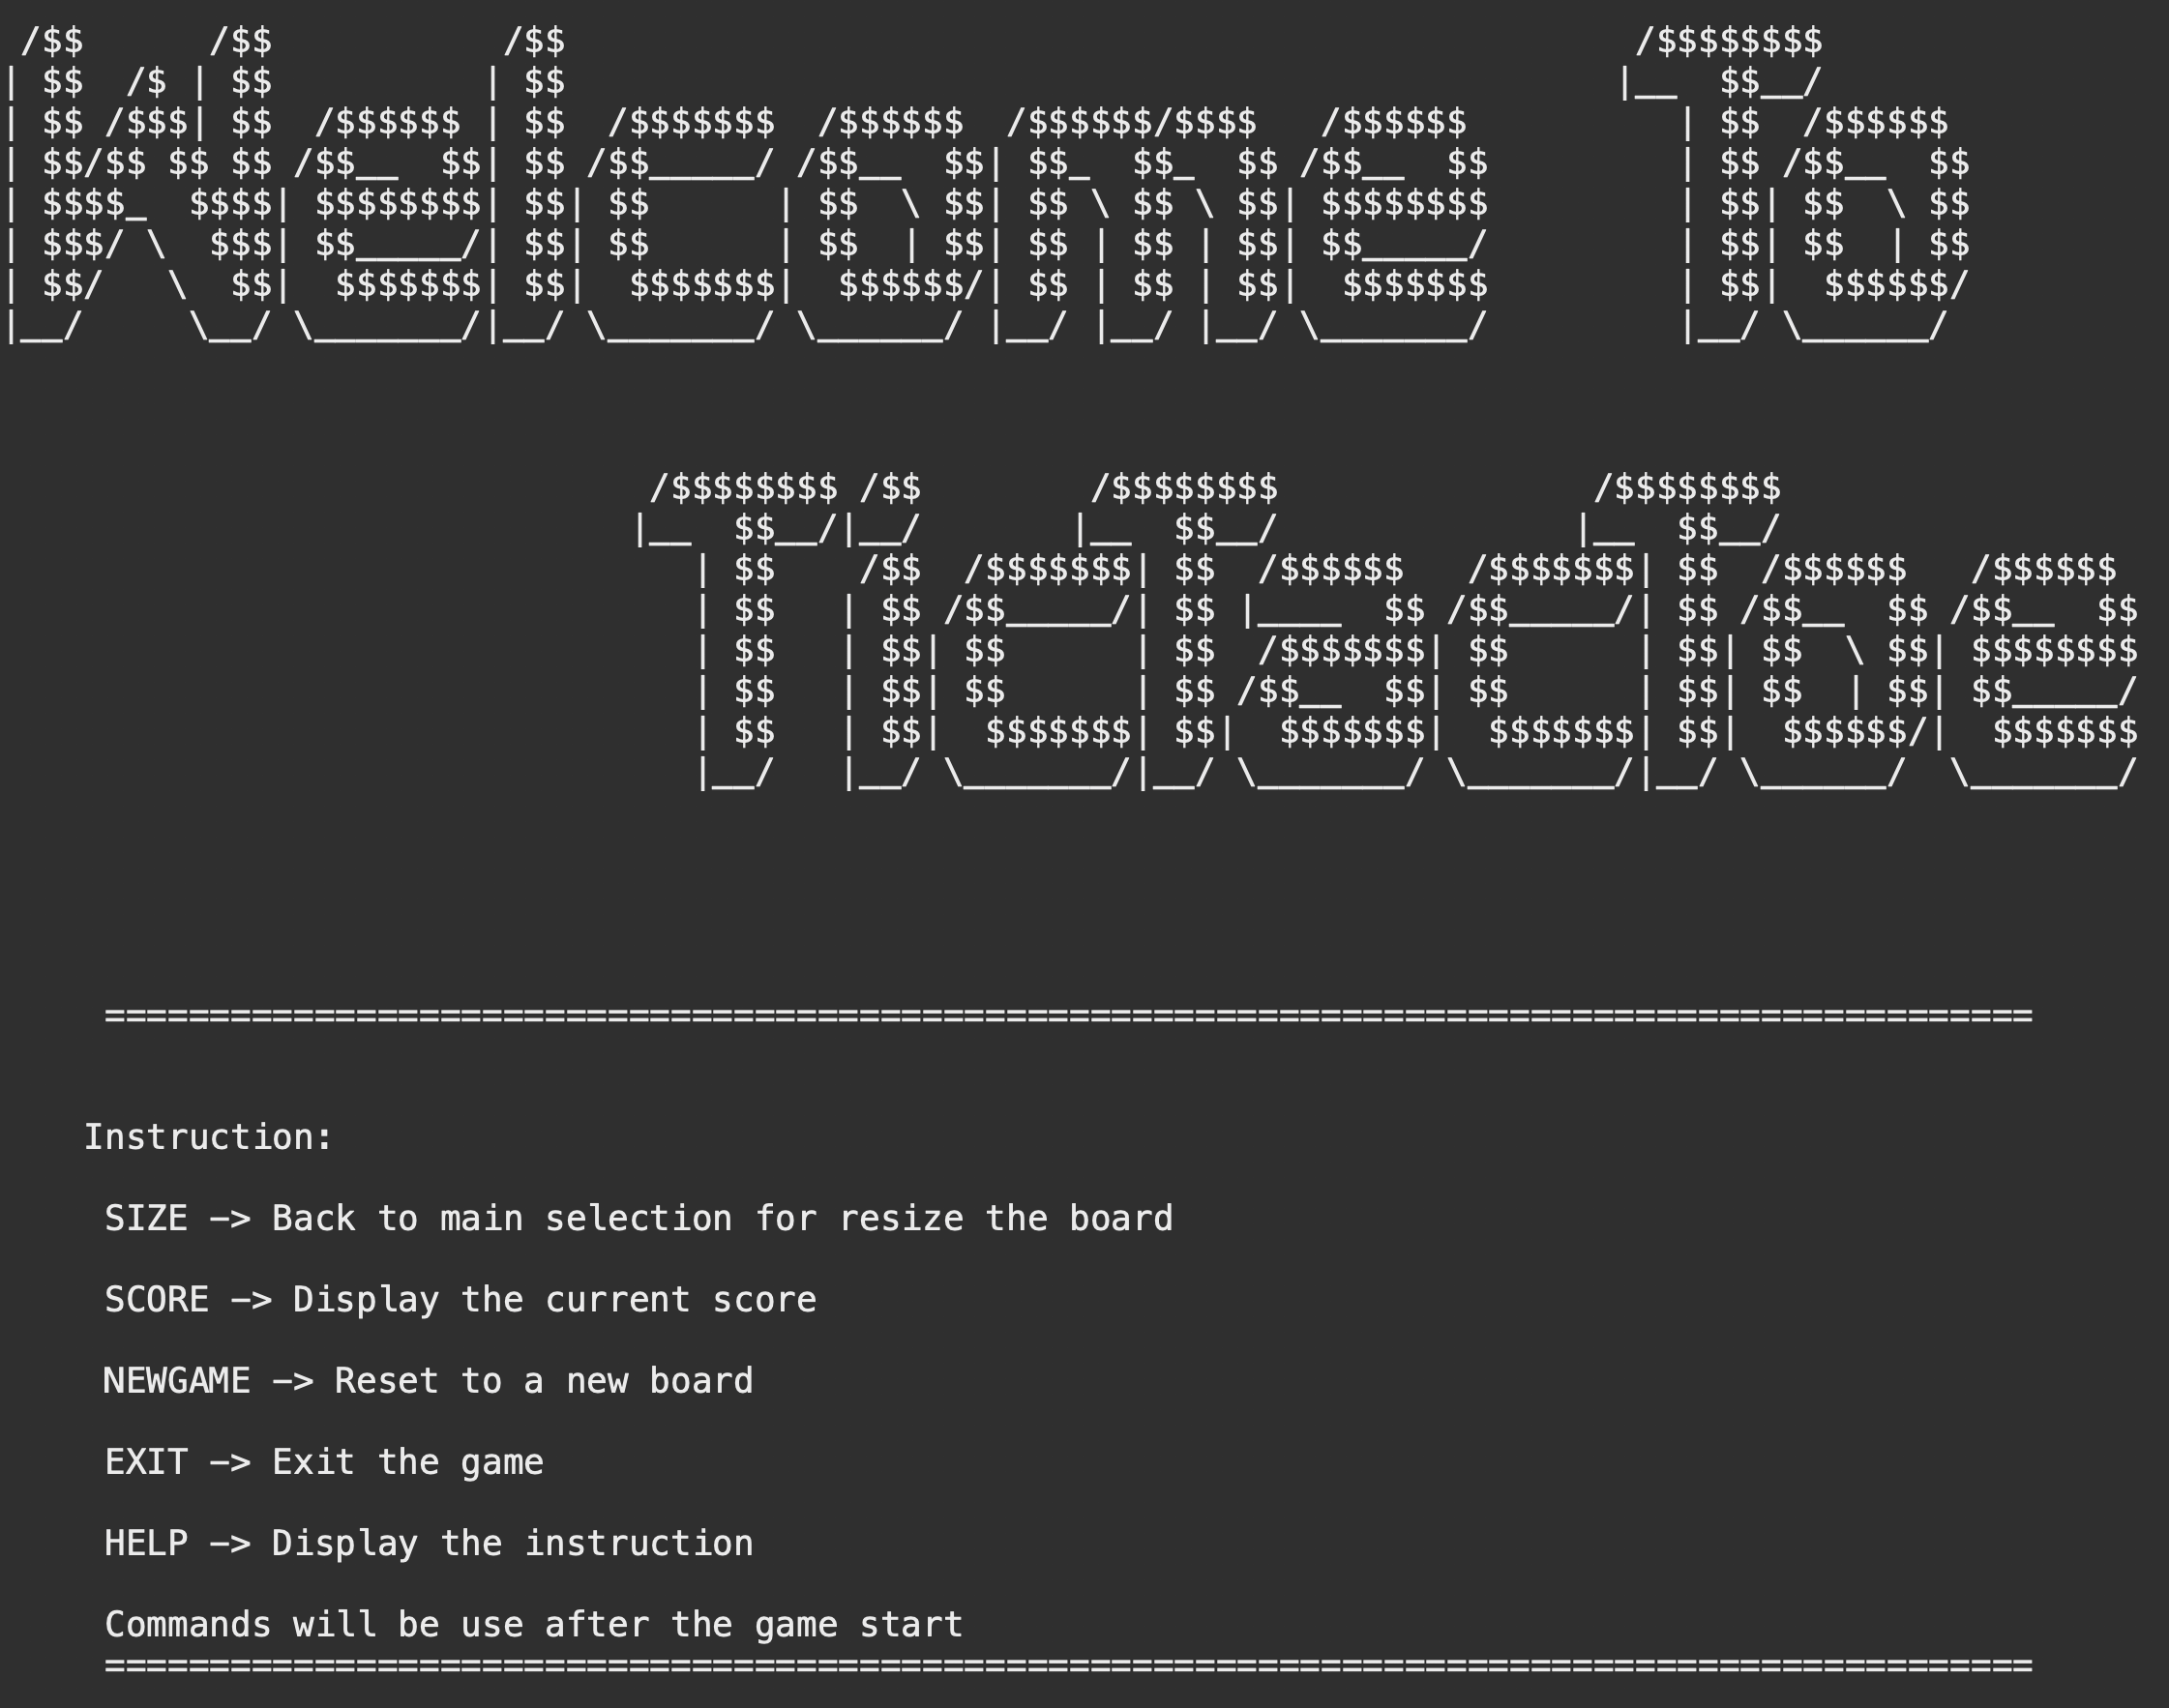 Welcome To
TicTacToe
Instruction:
SIZE —> Back to main selection for resize the board
SCORE —> Display the current score
NEWGAME —> Reset to a new board
EXIT —> Exit the game
HELP —> Display the instruction
Commands will be use after the game start